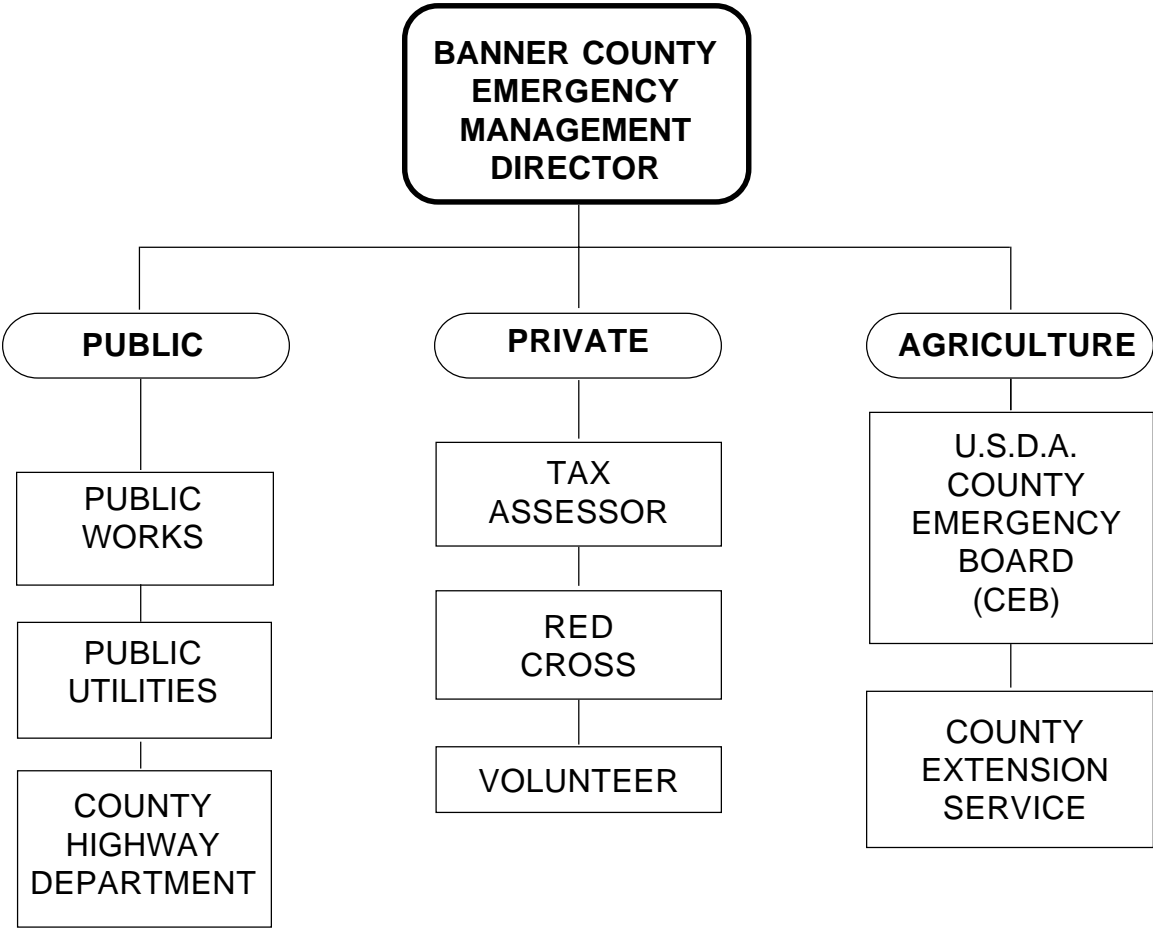 BANNER COUNTY
EMERGENCY
MANAGEMENT
DIRECTOR
PUBLIC
PRIVATE
AGRICULTURE
PUBLIC
WORKS
PUBLIC
UTILITIES
COUNTY
HIGHWAY
DEPARTMENT
TAX
ASSESSOR
RED
CROSS
VOLUNTEER
U.S.D.A.
COUNTY
EMERGENCY
BOARD
(CEB)
COUNTY
EXTENSION
SERVICE